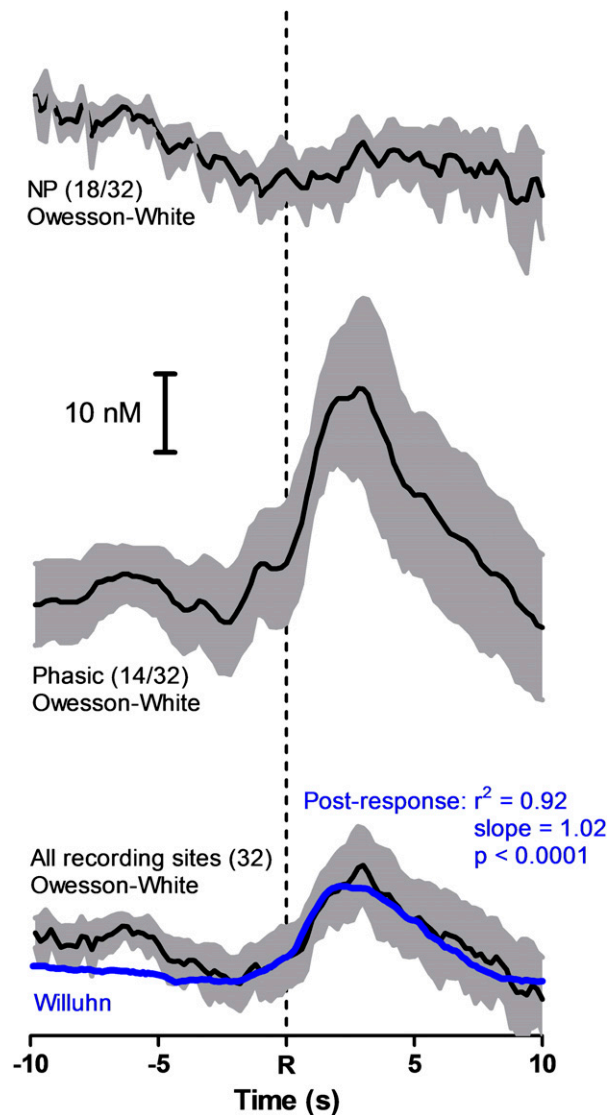 NP (18/32)
Owesson-White
10 nM
Phasic (14/32)
Owesson-White
Post-response: r² = 0.92
slope = 1.02
p < 0.0001
All recording sites (32)
Owesson-White
Willuhn
-10 -5 R 5 10
Time (s)